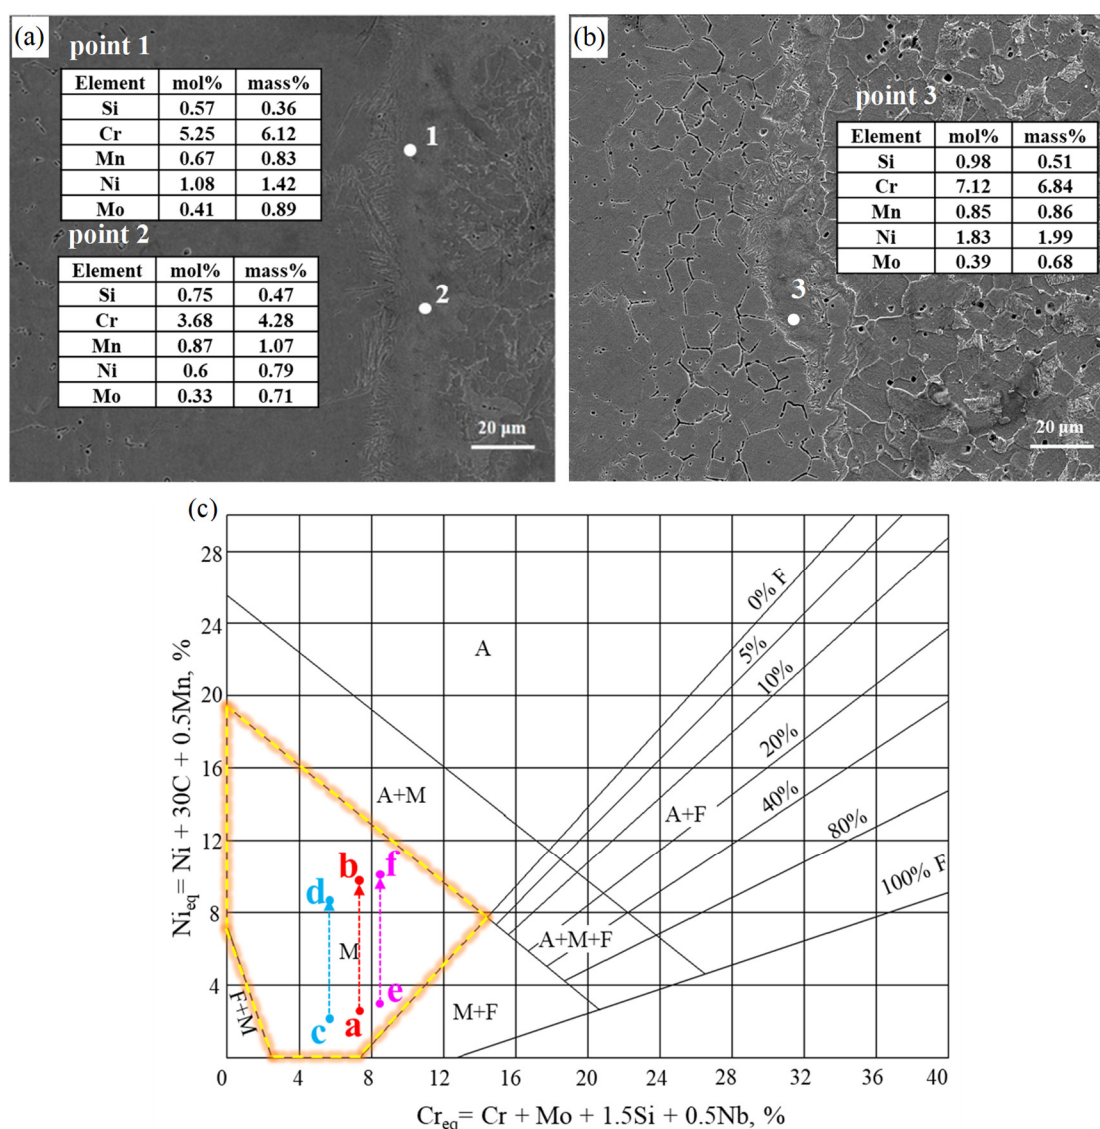 (a)
point 1
Element mol% mass%
Si 0.57 0.36
Cr 5.25 6.12
Mn 0.67 0.83
Ni 1.08 1.42
Mo 0.41 0.89
point 2
Element mol% mass%
Si 0.75 0.47
Cr 3.68 4.28
Mn 0.87 1.07
Ni 0.6 0.79
Mo 0.33 0.71
1
2
20 μm
(b)
point 3
Element mol% mass%
Si 0.98 0.51
Cr 7.12 6.84
Mn 0.85 0.86
Ni 1.83 1.99
Mo 0.39 0.68
3
20 μm
(c)
Nieq= Ni + 30C + 0.5Mn, %
28
24
20
16
12
8
4
0 4 8 12 16 20 24 28 32 36 40
Creq= Cr + Mo + 1.5Si + 0.5Nb, %
A
0% F
5%
10%
20%
40%
80%
100% F
A+M
A+F
A+M+F
M+F
F+M
M
d
b
f
c
a
e